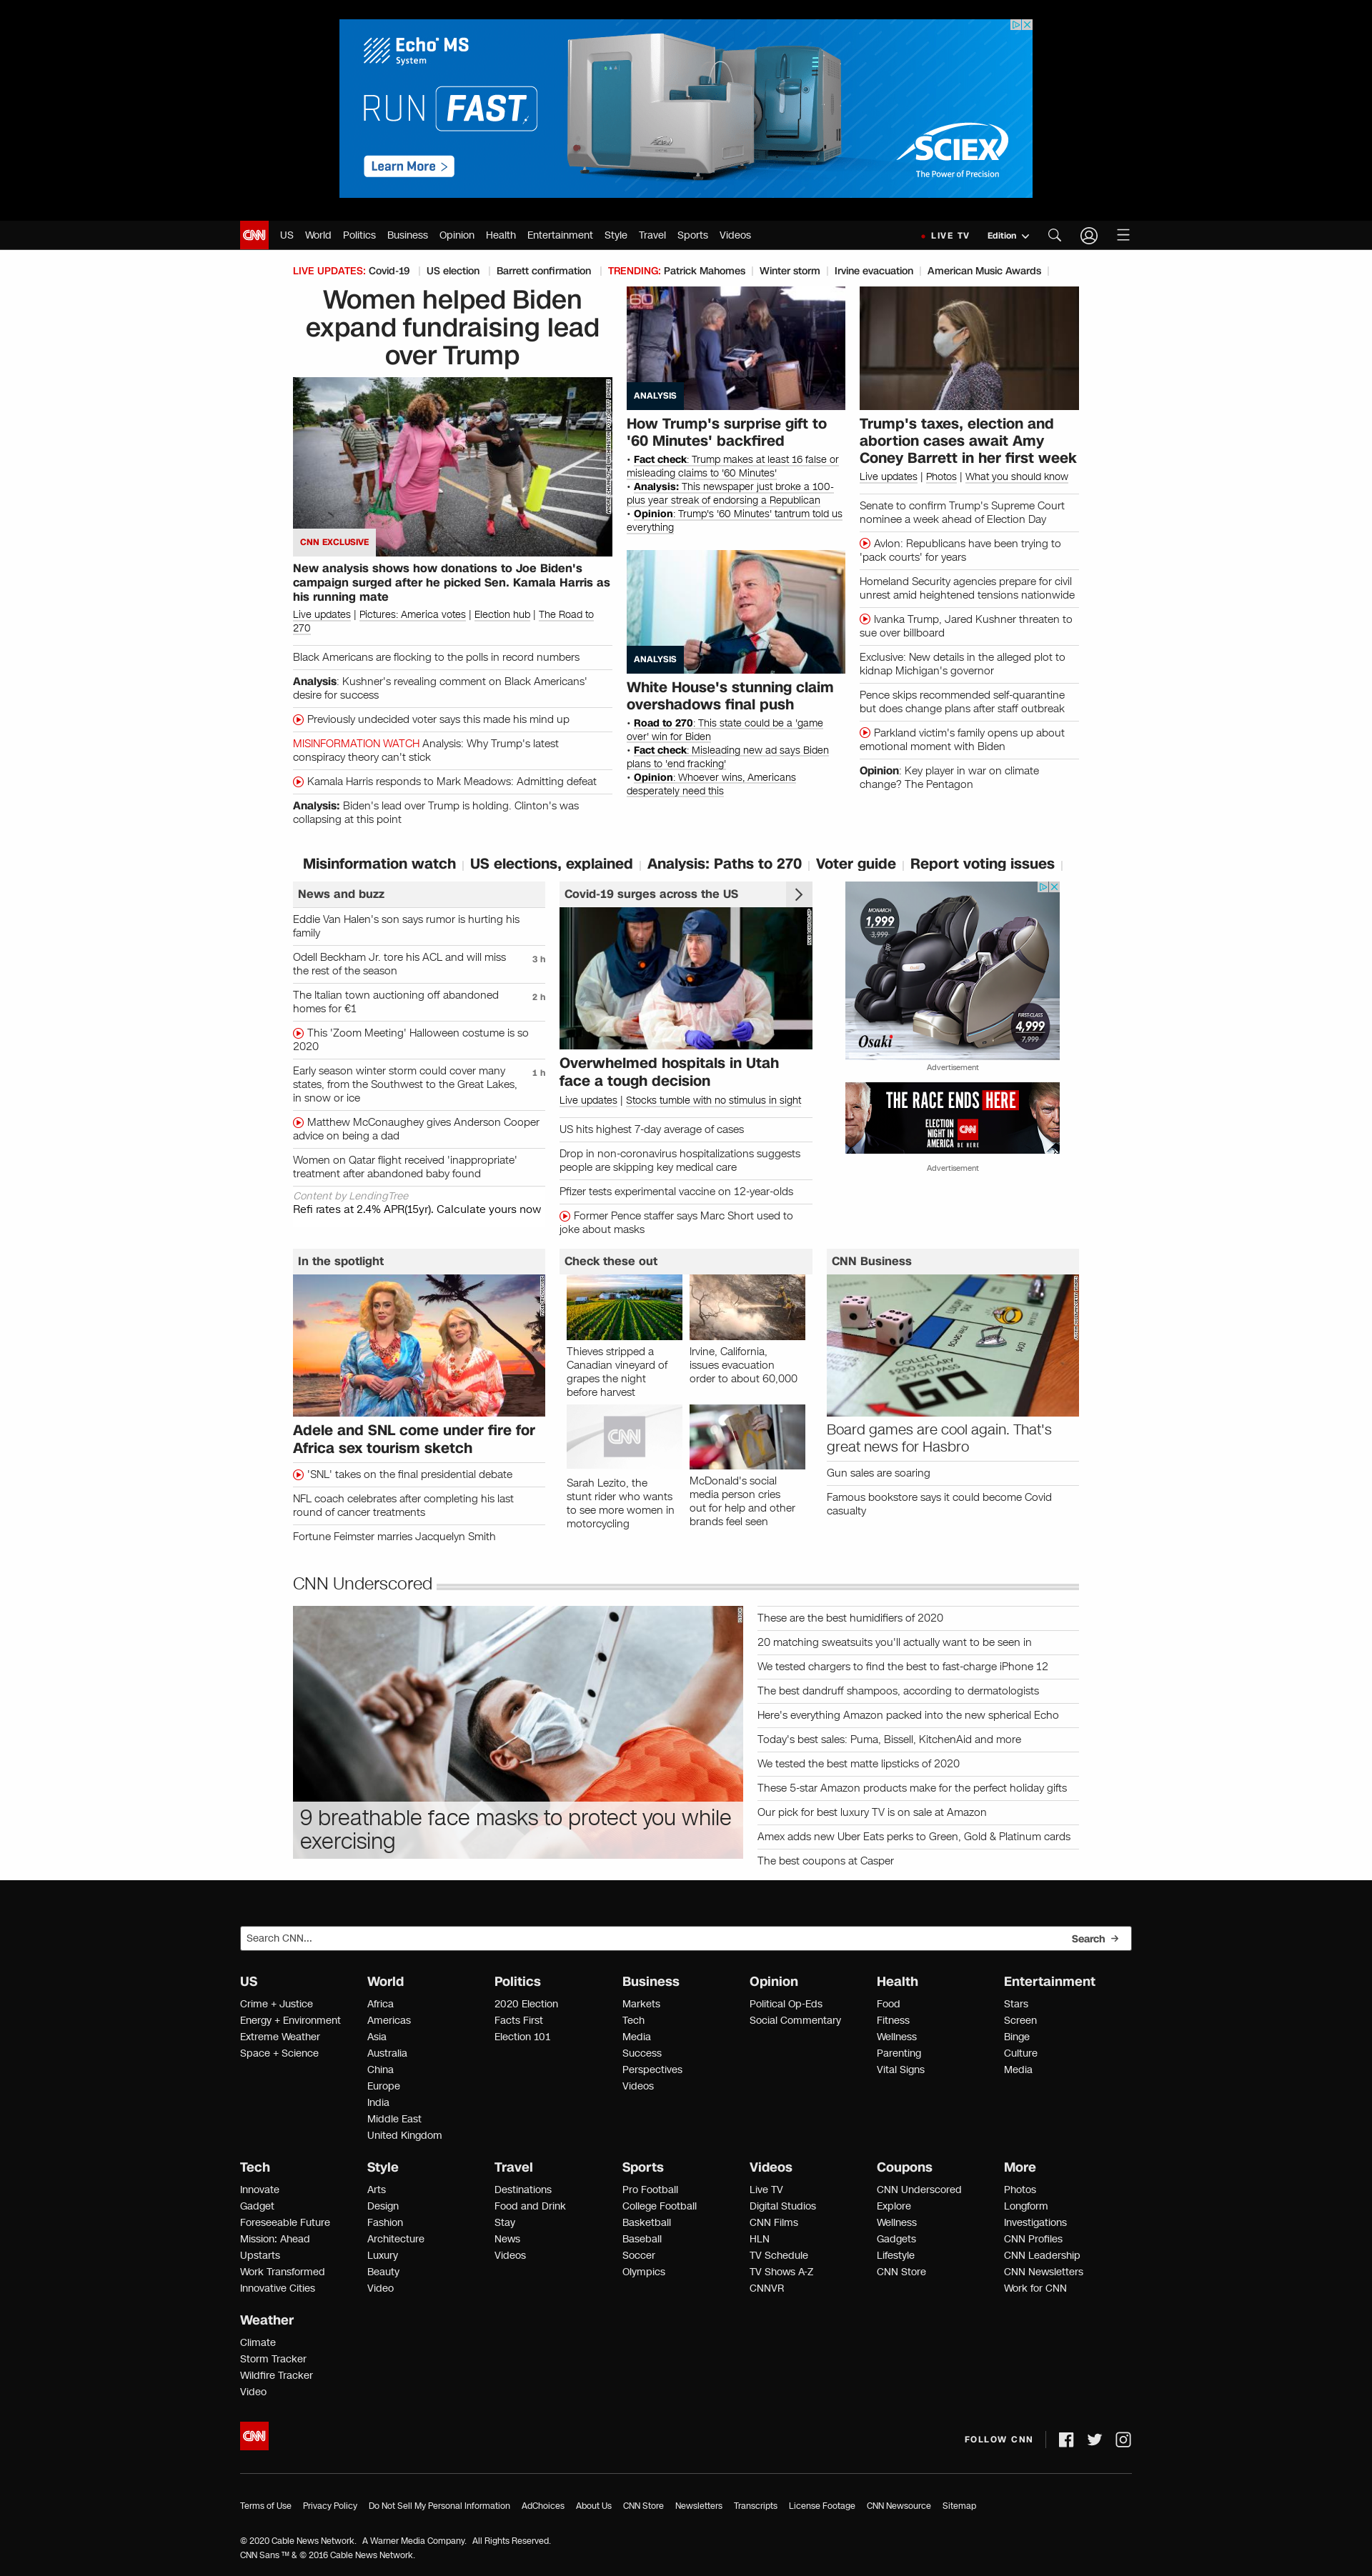 Echo® MS
System
RUN FAST.
Learn More >
SCIEX
The Power of Precision
CNN
US World Politics Business Opinion Health Entertainment Style Travel Sports Videos
LIVE TV Edition
LIVE UPDATES: Covid-19 | US election | Barrett confirmation | TRENDING: Patrick Mahomes | Winter storm | Irvine evacuation | American Music Awards |
Women helped Biden
expand fundraising lead
over Trump
CNN EXCLUSIVE
New analysis shows how donations to Joe Biden's
campaign surged after he picked Sen. Kamala Harris as
his running mate
Live updates | Pictures: America votes | Election hub | The Road to
270
Black Americans are flocking to the polls in record numbers
Analysis: Kushner's revealing comment on Black Americans'
desire for success
Previously undecided voter says this made his mind up
MISINFORMATION WATCH Analysis: Why Trump's latest
conspiracy theory can't stick
Kamala Harris responds to Mark Meadows: Admitting defeat
Analysis: Biden's lead over Trump is holding. Clinton's was
collapsing at this point
60
MINUTES
ANALYSIS
How Trump's surprise gift to
'60 Minutes' backfired
• Fact check: Trump makes at least 16 false or
misleading claims to '60 Minutes'
• Analysis: This newspaper just broke a 100-
plus year streak of endorsing a Republican
• Opinion: Trump's '60 Minutes' tantrum told us
everything
ANALYSIS
White House's stunning claim
overshadows final push
• Road to 270: This state could be a 'game
over' win for Biden
• Fact check: Misleading new ad says Biden
plans to 'end fracking'
• Opinion: Whoever wins, Americans
desperately need this
Trump's taxes, election and
abortion cases await Amy
Coney Barrett in her first week
Live updates | Photos | What you should know
Senate to confirm Trump's Supreme Court
nominee a week ahead of Election Day
Avlon: Republicans have been trying to
'pack courts' for years
Homeland Security agencies prepare for civil
unrest amid heightened tensions nationwide
Ivanka Trump, Jared Kushner threaten to
sue over billboard
Exclusive: New details in the alleged plot to
kidnap Michigan's governor
Pence skips recommended self-quarantine
but does change plans after staff outbreak
Parkland victim's family opens up about
emotional moment with Biden
Opinion: Key player in war on climate
change? The Pentagon
Misinformation watch | US elections, explained | Analysis: Paths to 270 | Voter guide | Report voting issues |
News and buzz
Eddie Van Halen's son says rumor is hurting his
family
Odell Beckham Jr. tore his ACL and will miss
the rest of the season
3 h
The Italian town auctioning off abandoned
homes for €1
2 h
This 'Zoom Meeting' Halloween costume is so
2020
Early season winter storm could cover many
states, from the Southwest to the Great Lakes,
in snow or ice
1 h
Matthew McConaughey gives Anderson Cooper
advice on being a dad
Women on Qatar flight received 'inappropriate'
treatment after abandoned baby found
Content by LendingTree
Refi rates at 2.4% APR(15yr). Calculate yours now
Covid-19 surges across the US
Overwhelmed hospitals in Utah
face a tough decision
Live updates | Stocks tumble with no stimulus in sight
US hits highest 7-day average of cases
Drop in non-coronavirus hospitalizations suggests
people are skipping key medical care
Pfizer tests experimental vaccine on 12-year-olds
Former Pence staffer says Marc Short used to
joke about masks
MONARCH
1,999
3,999
FIRST-CLASS
4,999
7,999
Osaki
Advertisement
THE RACE ENDS HERE
ELECTION
NIGHT IN
AMERICA
CNN
BE HERE
Advertisement
In the spotlight
Adele and SNL come under fire for
Africa sex tourism sketch
'SNL' takes on the final presidential debate
NFL coach celebrates after completing his last
round of cancer treatments
Fortune Feimster marries Jacquelyn Smith
Check these out
Thieves stripped a
Canadian vineyard of
grapes the night
before harvest
Irvine, California,
issues evacuation
order to about 60,000
CNN
Sarah Lezito, the
stunt rider who wants
to see more women in
motorcycling
McDonald's social
media person cries
out for help and other
brands feel seen
CNN Business
COLLECT
$200 SALARY
AS YOU PASS
GO
Board games are cool again. That's
great news for Hasbro
Gun sales are soaring
Famous bookstore says it could become Covid
casualty
CNN Underscored
9 breathable face masks to protect you while
exercising
These are the best humidifiers of 2020
20 matching sweatsuits you'll actually want to be seen in
We tested chargers to find the best to fast-charge iPhone 12
The best dandruff shampoos, according to dermatologists
Here's everything Amazon packed into the new spherical Echo
Today's best sales: Puma, Bissell, KitchenAid and more
We tested the best matte lipsticks of 2020
These 5-star Amazon products make for the perfect holiday gifts
Our pick for best luxury TV is on sale at Amazon
Amex adds new Uber Eats perks to Green, Gold & Platinum cards
The best coupons at Casper
Search CNN...
Search →
US
Crime + Justice
Energy + Environment
Extreme Weather
Space + Science
World
Africa
Americas
Asia
Australia
China
Europe
India
Middle East
United Kingdom
Politics
2020 Election
Facts First
Election 101
Business
Markets
Tech
Media
Success
Perspectives
Videos
Opinion
Political Op-Eds
Social Commentary
Health
Food
Fitness
Wellness
Parenting
Vital Signs
Entertainment
Stars
Screen
Binge
Culture
Media
Tech
Innovate
Gadget
Foreseeable Future
Mission: Ahead
Upstarts
Work Transformed
Innovative Cities
Style
Arts
Design
Fashion
Architecture
Luxury
Beauty
Video
Travel
Destinations
Food and Drink
Stay
News
Videos
Sports
Pro Football
College Football
Basketball
Baseball
Soccer
Olympics
Videos
Live TV
Digital Studios
CNN Films
HLN
TV Schedule
TV Shows A-Z
CNNVR
Coupons
CNN Underscored
Explore
Wellness
Gadgets
Lifestyle
CNN Store
More
Photos
Longform
Investigations
CNN Profiles
CNN Leadership
CNN Newsletters
Work for CNN
Weather
Climate
Storm Tracker
Wildfire Tracker
Video
CNN
FOLLOW CNN
Terms of Use Privacy Policy Do Not Sell My Personal Information AdChoices About Us CNN Store Newsletters Transcripts License Footage CNN Newsource Sitemap
© 2020 Cable News Network. A Warner Media Company. All Rights Reserved.
CNN Sans ™ & © 2016 Cable News Network.